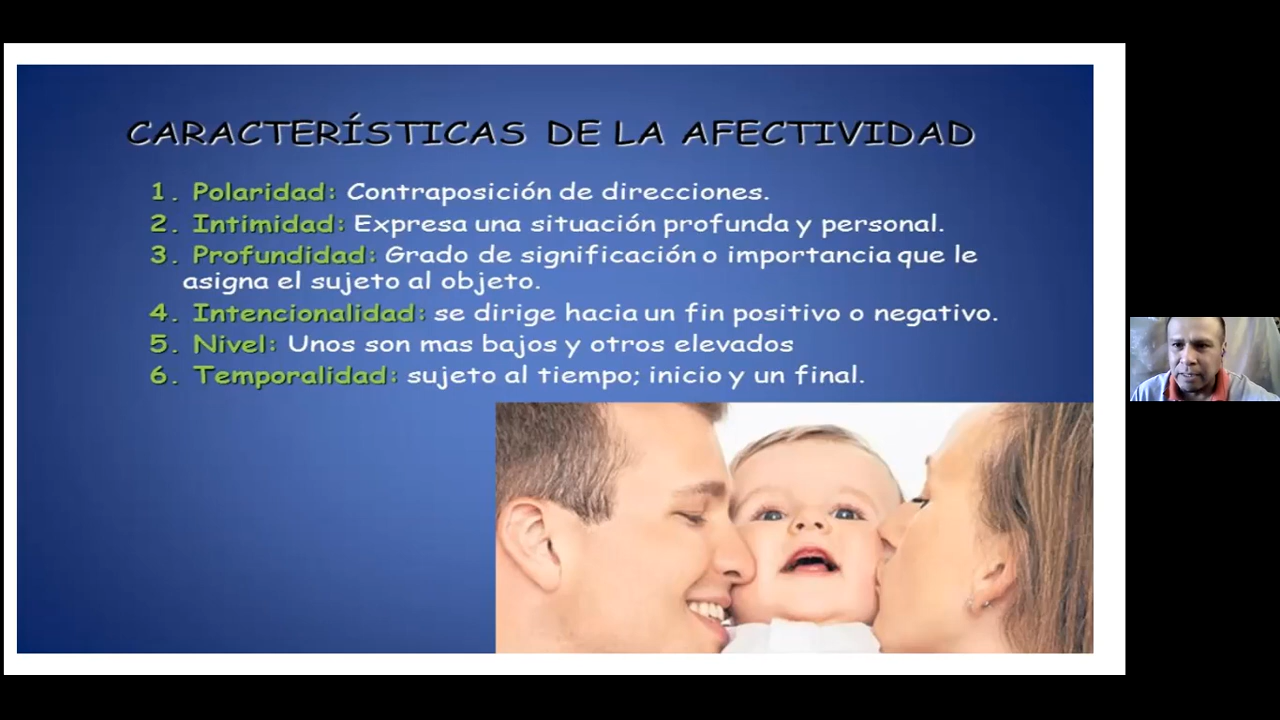 CARACTERÍSTICAS DE LA AFECTIVIDAD
1. Polaridad: Contraposición de direcciones.
2. Intimidad: Expresa una situación profunda y personal.
3. Profundidad: Grado de significación o importancia que le
asigna el sujeto al objeto.
4. Intencionalidad: se dirige hacia un fin positivo o negativo.
5. Nivel: Unos son mas bajos y otros elevados
6. Temporalidad: sujeto al tiempo; inicio y un final.